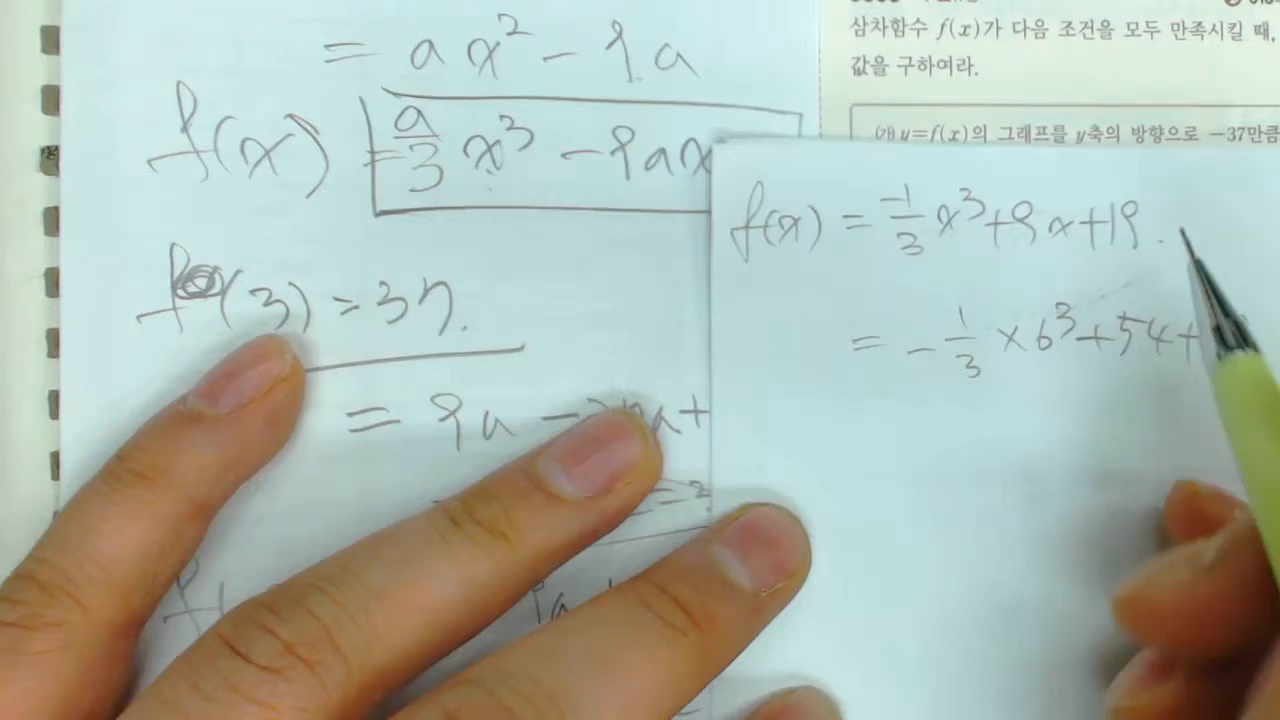 = ax² - 9a
f(x) = a/3 x³ - 9ax
f(3) = 37.
= 9a -
삼차함수 f(x)가 다음 조건을 모두 만족시킬 때,
값을 구하여라.
㈎ y=f(x)의 그래프를 y축의 방향으로 -37만큼
f(x) = -1/3 x³+9x+19.
= - 1/3 ×6³+54+